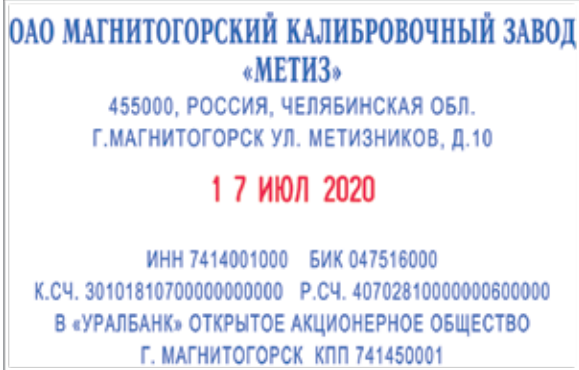 ОАО МАГНИТОГОРСКИЙ КАЛИБРОВОЧНЫЙ ЗАВОД
«МЕТИЗ»
455000, РОССИЯ, ЧЕЛЯБИНСКАЯ ОБЛ.
Г.МАГНИТОГОРСК УЛ. МЕТИЗНИКОВ, Д.10
1 7 ИЮЛ 2020
ИНН 7414001000 БИК 047516000
К.СЧ. 30101810700000000000 Р.СЧ. 40702810000000600000
В «УРАЛБАНК» ОТКРЫТОЕ АКЦИОНЕРНОЕ ОБЩЕСТВО
Г. МАГНИТОГОРСК КПП 741450001